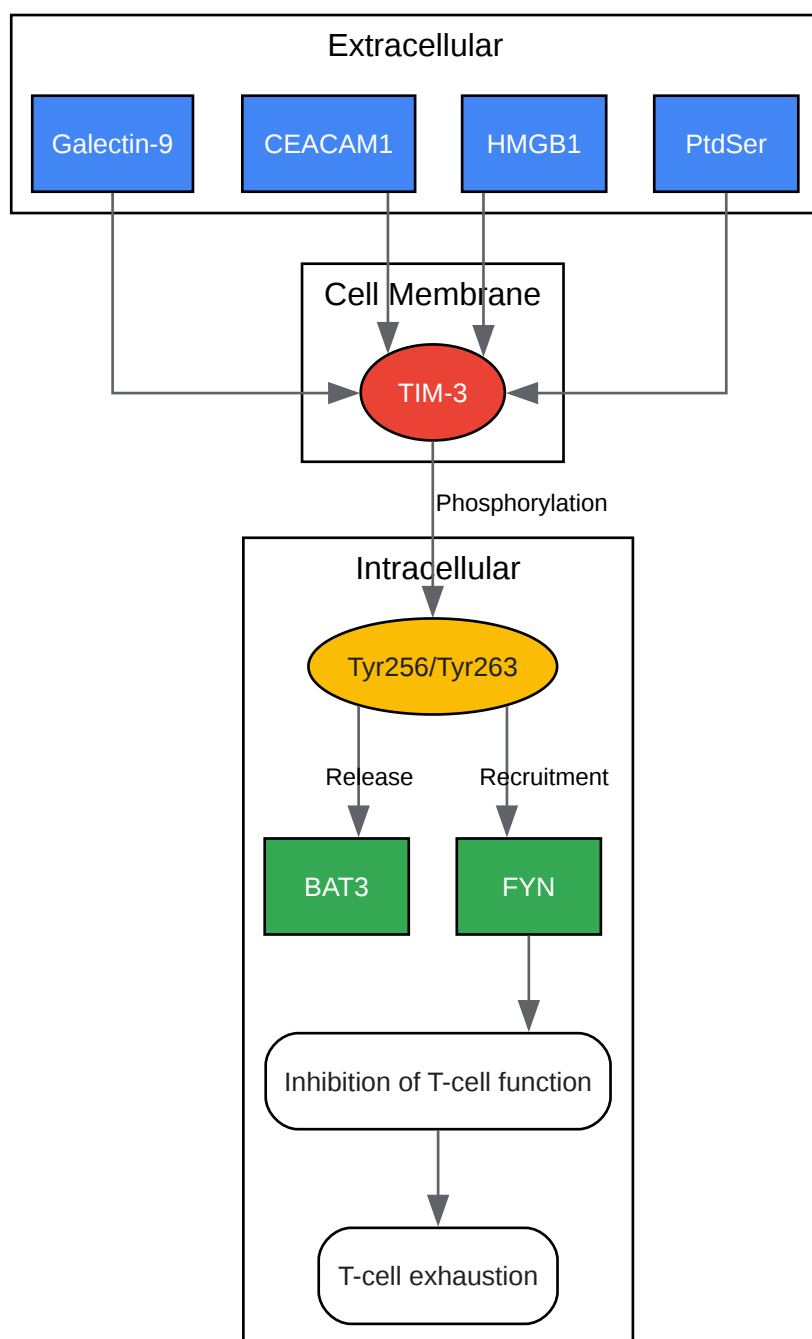 Extracellular
Galectin-9
CEACAM1
HMGB1
PtdSer
Cell Membrane
TIM-3
Phosphorylation
Intracellular
Tyr256/Tyr263
Release
Recruitment
BAT3
FYN
Inhibition of T-cell function
T-cell exhaustion